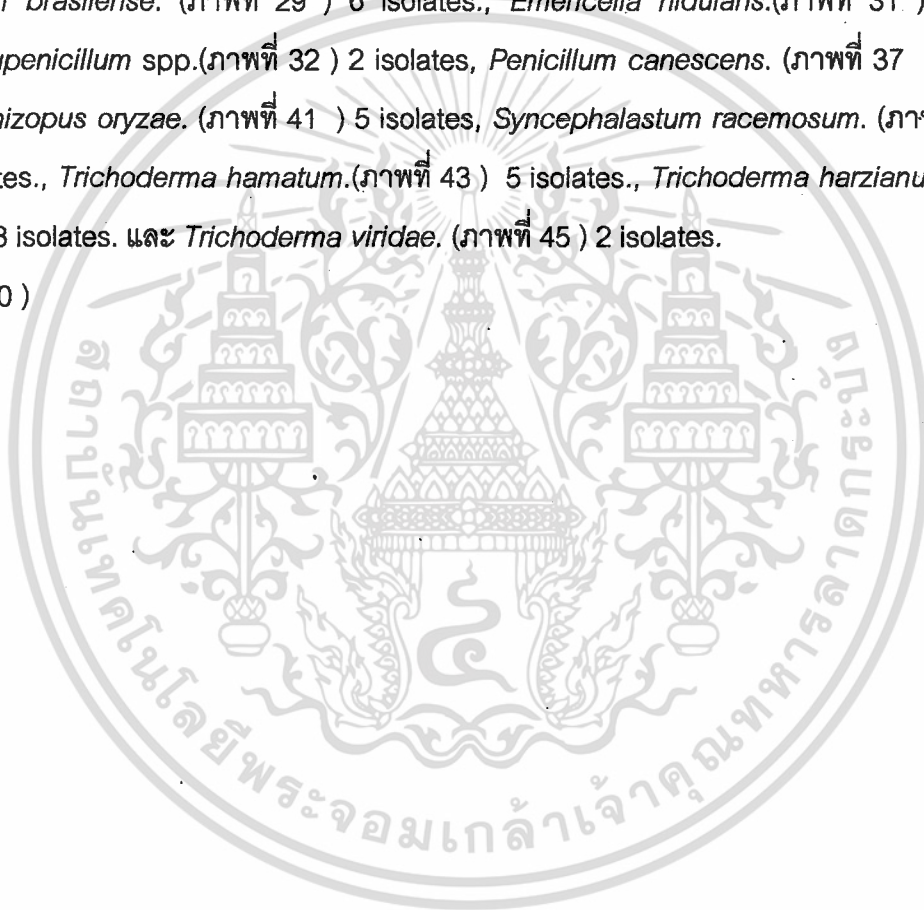 brasiliense. (ภาพที่ 29 ) 6 isolates., Emericella nidulans.(ภาพที่ 31 )
upenicillum spp.(ภาพที่ 32 ) 2 isolates, Penicillum canescens. (ภาพที่ 37
hizopus oryzae. (ภาพที่ 41 ) 5 isolates, Syncephalastum racemosum. (ภา
tes., Trichoderma hamatum.(ภาพที่ 43 ) 5 isolates., Trichoderma harzianu
isolates. และ Trichoderma viridae. (ภาพที่ 45 ) 2 isolates.
0 )
๔
สถาบันเทคโนโลยีพระจอมเกล้าเจ้าคุณทหารลาดกระบัง